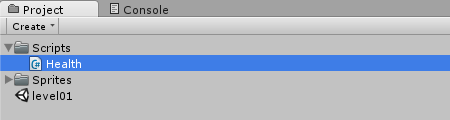 Project Console
Create
Scripts
Health
Sprites
level01